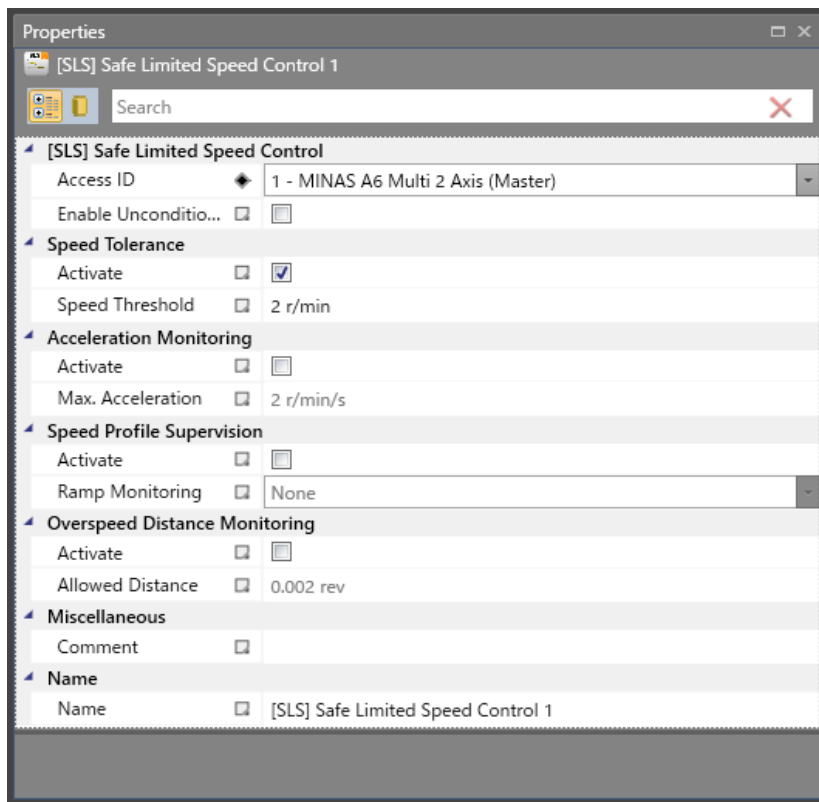 Properties
[SLS] Safe Limited Speed Control 1
Search
[SLS] Safe Limited Speed Control
Access ID 1 - MINAS A6 Multi 2 Axis (Master)
Enable Unconditio...
Speed Tolerance
Activate
Speed Threshold 2 r/min
Acceleration Monitoring
Activate
Max. Acceleration 2 r/min/s
Speed Profile Supervision
Activate
Ramp Monitoring None
Overspeed Distance Monitoring
Activate
Allowed Distance 0.002 rev
Miscellaneous
Comment
Name
Name [SLS] Safe Limited Speed Control 1